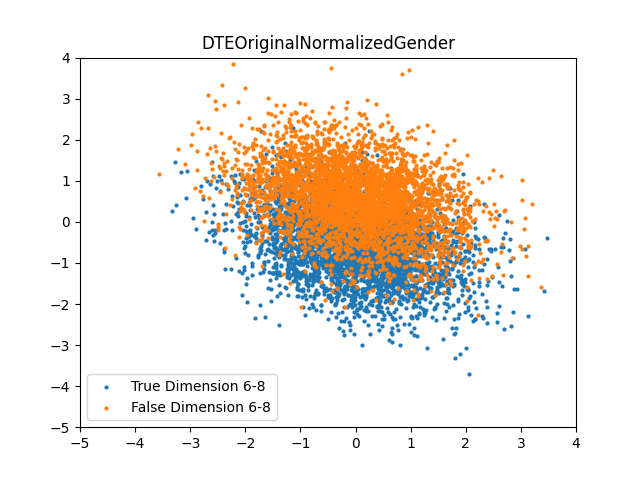 DTEOriginalNormalizedGender
4
3
2
1
0
−1
−2
−3
−4
−5
True Dimension 6-8
False Dimension 6-8
−5 −4 −3 −2 −1 0 1 2 3 4